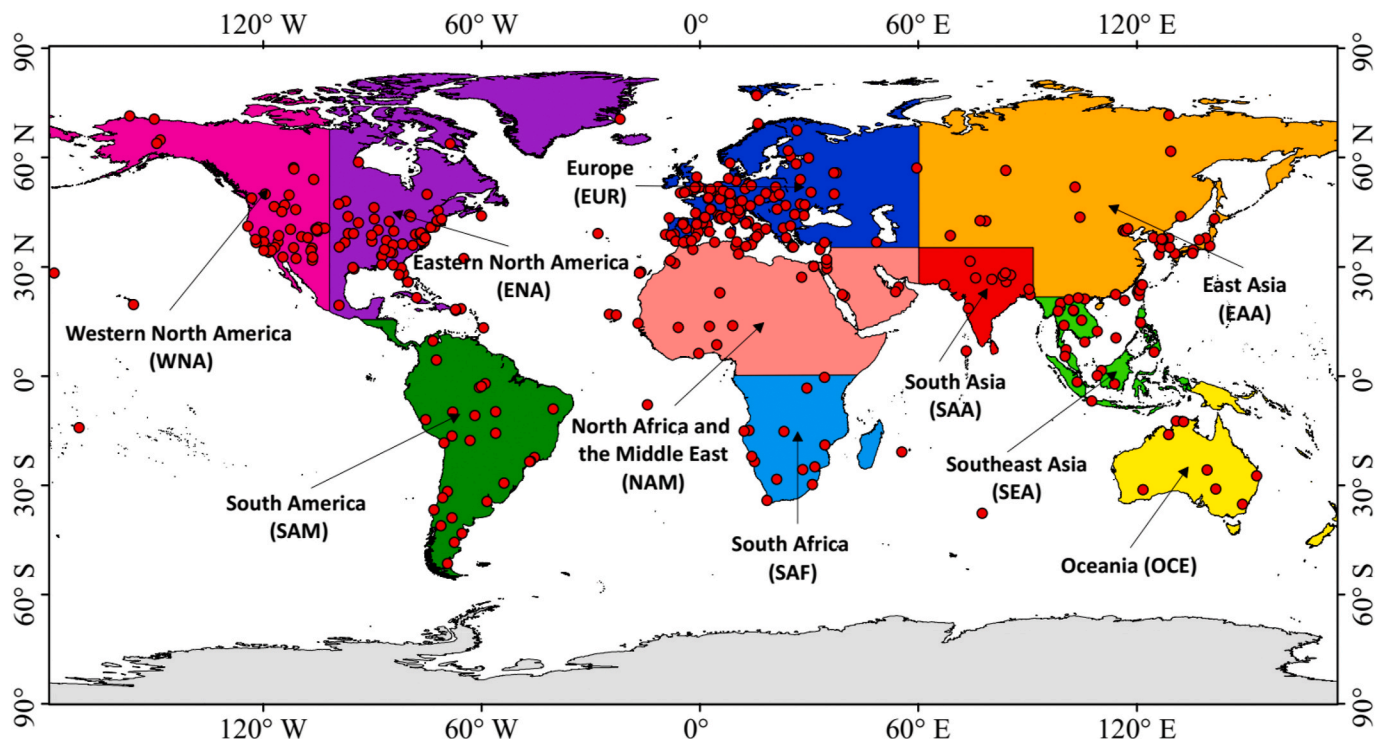 120° W 60° W 0° 60° E 120° E
90°
60° N
30° N
0°
30° S
60° S
90°
90°
60° N
30° N
0°
30° S
60° S
90°
Europe
(EUR)
Eastern North America
(ENA)
East Asia
(EAA)
Western North America
(WNA)
South Asia
(SAA)
North Africa and
the Middle East
(NAM)
Southeast Asia
(SEA)
South America
(SAM)
South Africa
(SAF)
Oceania (OCE)
120° W 60° W 0° 60° E 120° E